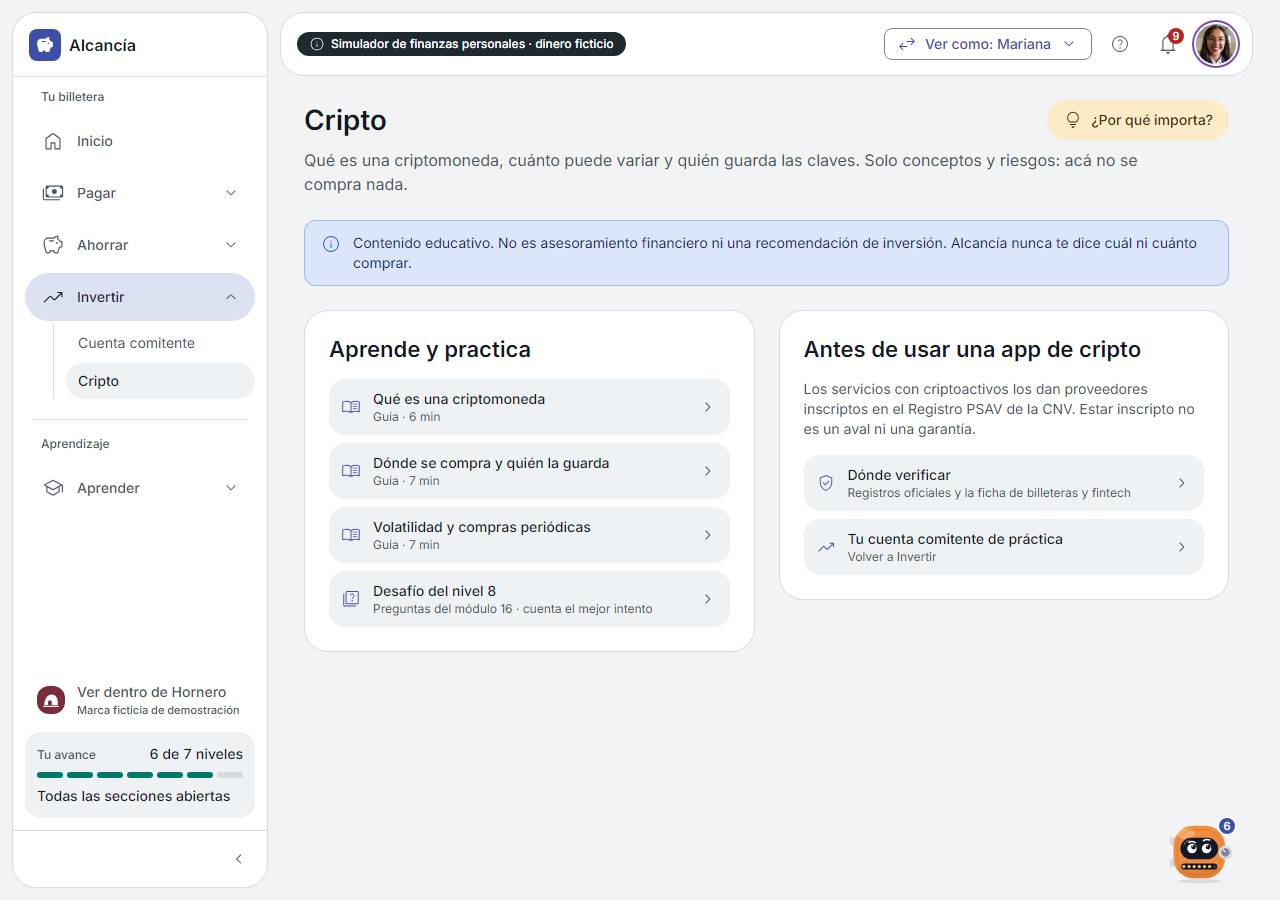 Alcancía
Tu billetera
Inicio
Pagar
Ahorrar
Invertir
Cuenta comitente
Cripto
Aprendizaje
Aprender
Ver dentro de Hornero
Marca ficticia de demostración
Tu avance
6 de 7 niveles
Todas las secciones abiertas
Simulador de finanzas personales · dinero ficticio
Ver como: Mariana
9
Cripto
¿Por qué importa?
Qué es una criptomoneda, cuánto puede variar y quién guarda las claves. Solo conceptos y riesgos: acá no se
compra nada.
Contenido educativo. No es asesoramiento financiero ni una recomendación de inversión. Alcancía nunca te dice cuál ni cuánto
comprar.
Aprende y practica
Qué es una criptomoneda
Guía · 6 min
Dónde se compra y quién la guarda
Guía · 7 min
Volatilidad y compras periódicas
Guía · 7 min
Desafío del nivel 8
Preguntas del módulo 16 · cuenta el mejor intento
Antes de usar una app de cripto
Los servicios con criptoactivos los dan proveedores
inscriptos en el Registro PSAV de la CNV. Estar inscripto no
es un aval ni una garantía.
Dónde verificar
Registros oficiales y la ficha de billeteras y fintech
Tu cuenta comitente de práctica
Volver a Invertir
6